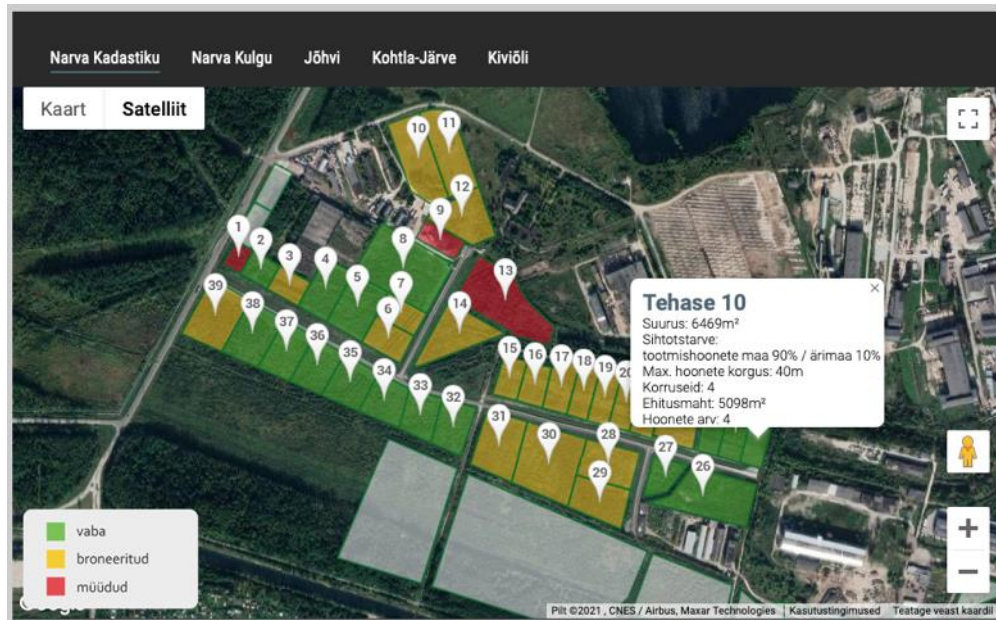 Narva Kadastiku Narva Kulgu Jõhvi Kohtla-Järve Kiviõli
Kaart Satelliit
10 11
12
9
1 2 3 4 5 8
7
6
13
14
39 38 37 36 35 34 33 32
15 16 17 18 19
31 30 28
29
27 26
Tehase 10
Suurus: 6469m²
Sihtotstarve:
tootmishoonete maa 90% / ärimaa 10%
Max. hoonete korgus: 40m
Korruseid: 4
Ehitusmaht: 5098m²
Hoonete arv: 4
vaba
broneeritud
müüdud
Pilt ©2021 , CNES / Airbus, Maxar Technologies Kasutustingimused Teatage veast kaardil